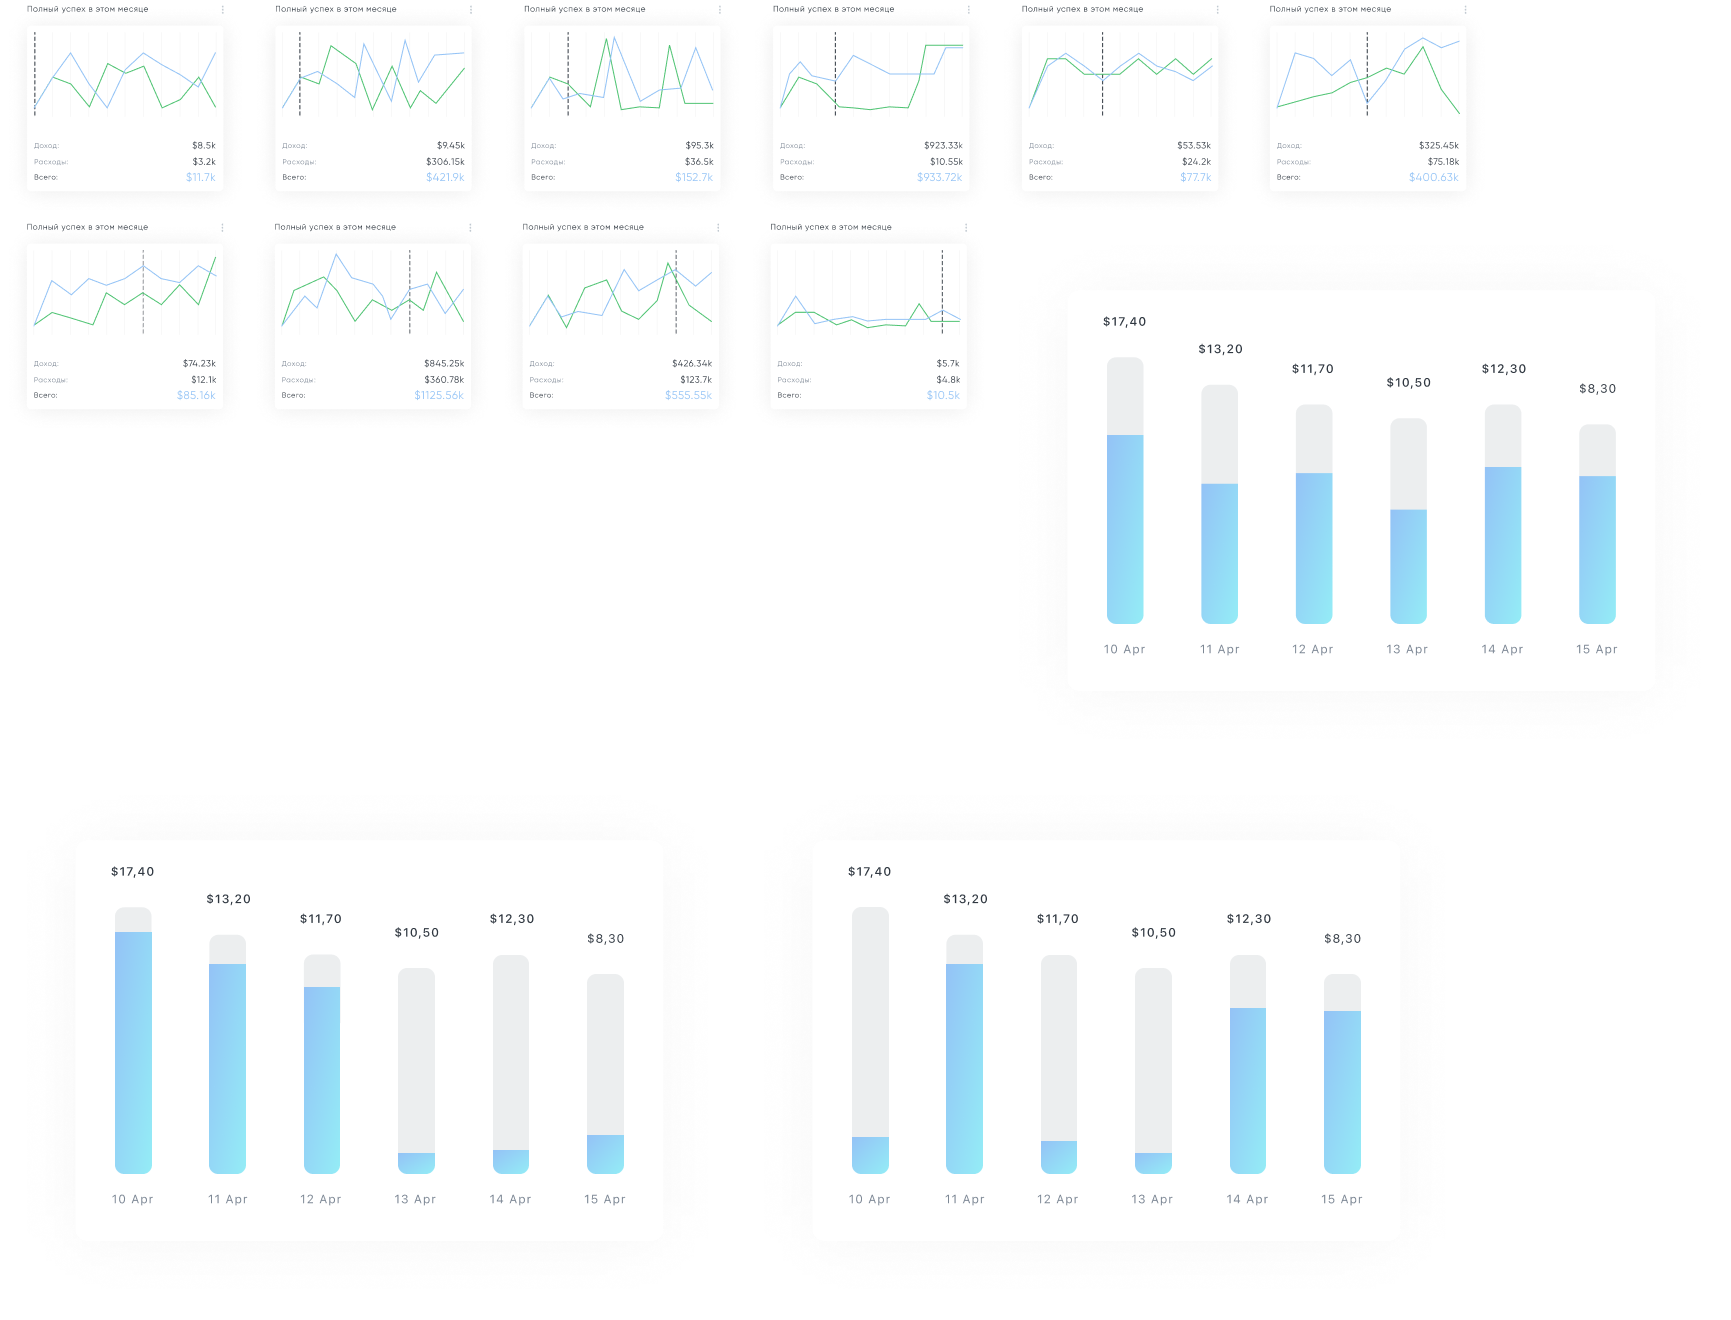 Полный успех в этом месяце
Доход: $8.5k
Расходы: $3.2k
Всего: $11.7k
Полный успех в этом месяце
Доход: $9.45k
Расходы: $306.15k
Всего: $421.9k
Полный успех в этом месяце
Доход: $95.3k
Расходы: $36.5k
Всего: $152.7k
Полный успех в этом месяце
Доход: $923.33k
Расходы: $10.55k
Всего: $933.72k
Полный успех в этом месяце
Доход: $53.53k
Расходы: $24.2k
Всего: $77.7k
Полный успех в этом месяце
Доход: $325.45k
Расходы: $75.18k
Всего: $400.63k
Полный успех в этом месяце
Доход: $74.23k
Расходы: $12.1k
Всего: $85.16k
Полный успех в этом месяце
Доход: $845.25k
Расходы: $360.78k
Всего: $1125.56k
Полный успех в этом месяце
Доход: $426.34k
Расходы: $123.7k
Всего: $555.55k
Полный успех в этом месяце
Доход: $5.7k
Расходы: $4.8k
Всего: $10.5k
$17,40 $13,20 $11,70 $10,50 $12,30 $8,30
10 Apr 11 Apr 12 Apr 13 Apr 14 Apr 15 Apr
$17,40 $13,20 $11,70 $10,50 $12,30 $8,30
10 Apr 11 Apr 12 Apr 13 Apr 14 Apr 15 Apr
$17,40 $13,20 $11,70 $10,50 $12,30 $8,30
10 Apr 11 Apr 12 Apr 13 Apr 14 Apr 15 Apr